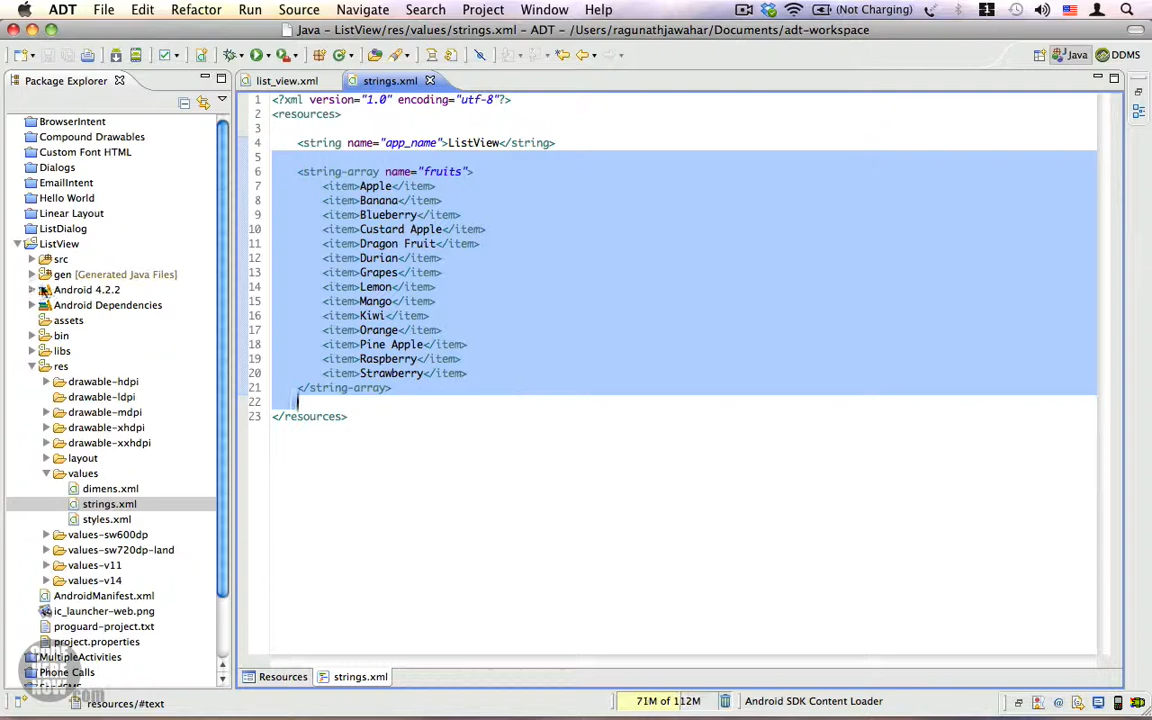 ADT File Edit Refactor Run Source Navigate Search Project Window Help (Not Charging) 1
Java - ListView/res/values/strings.xml - ADT - /Users/ragunathjawahar/Documents/adt-workspace
Java DDMS
Package Explorer
list_view.xml
strings.xml
BrowserIntent
Compound Drawables
Custom Font HTML
Dialogs
EmailIntent
Hello World
Linear Layout
ListDialog
ListView
src
gen [Generated Java Files]
Android 4.2.2
Android Dependencies
assets
bin
libs
res
drawable-hdpi
drawable-ldpi
drawable-mdpi
drawable-xhdpi
drawable-xxhdpi
layout
values
dimens.xml
strings.xml
styles.xml
values-sw600dp
values-sw720dp-land
values-v11
values-v14
AndroidManifest.xml
ic_launcher-web.png
proguard-project.txt
project.properties
MultipleActivities
Phone Calls
1 <?xml version="1.0" encoding="utf-8"?>
2 <resources>
3
4 <string name="app_name">ListView</string>
5
6 <string-array name="fruits">
7 <item>Apple</item>
8 <item>Banana</item>
9 <item>Blueberry</item>
10 <item>Custard Apple</item>
11 <item>Dragon Fruit</item>
12 <item>Durian</item>
13 <item>Grapes</item>
14 <item>Lemon</item>
15 <item>Mango</item>
16 <item>Kiwi</item>
17 <item>Orange</item>
18 <item>Pine Apple</item>
19 <item>Raspberry</item>
20 <item>Strawberry</item>
21 </string-array>
22
23 </resources>
Resources strings.xml
CODE
HERE
NOW
.com
resources/#text
71M of 112M
Android SDK Content Loader